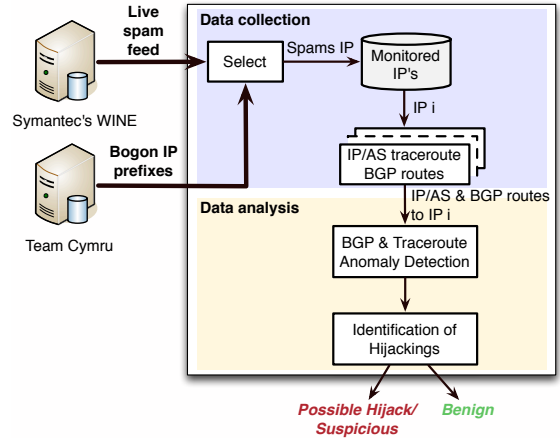 Live
spam
feed
Data collection
Select
Spams IP
Monitored
IP's
Symantec's WINE
IP i
Bogon IP
prefixes
IP/AS traceroute
BGP routes
IP/AS & BGP routes
to IP i
Data analysis
Team Cymru
BGP & Traceroute
Anomaly Detection
Identification of
Hijackings
Possible Hijack/
Suspicious
Benign